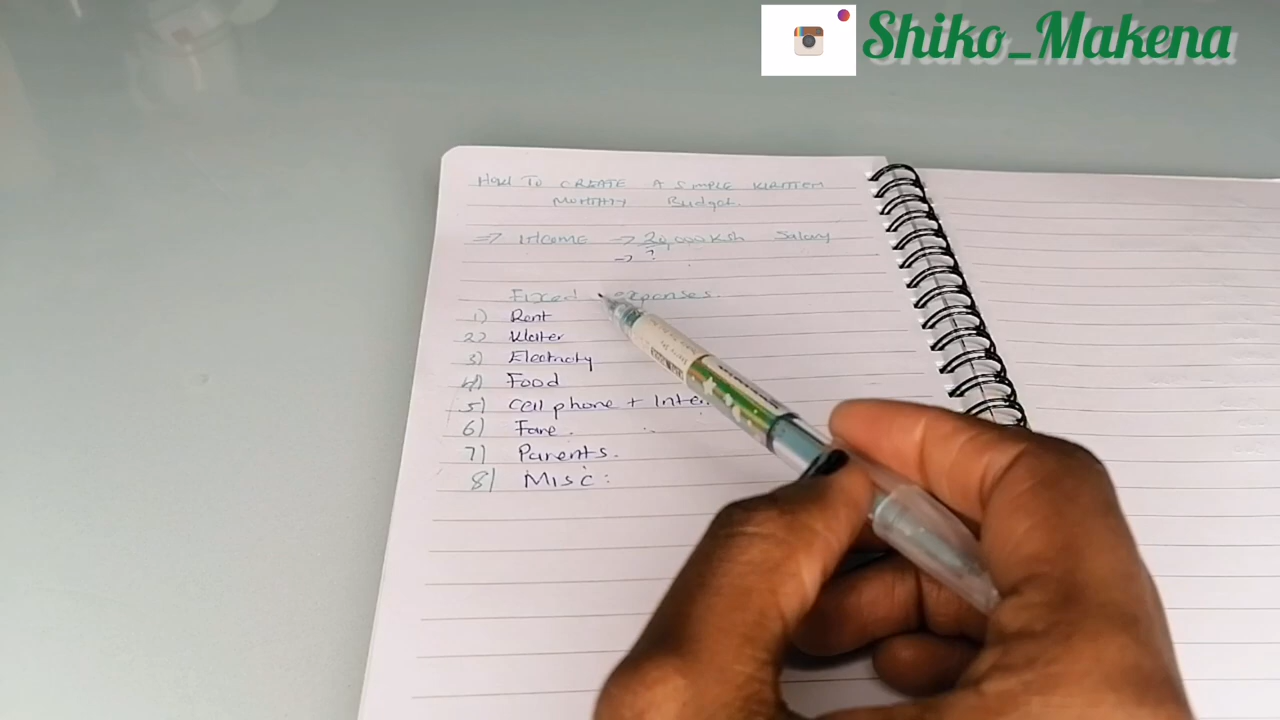 Shiko_Makena
HOW TO CREATE A SIMPLE WRITTEN
MONTHLY Budget.
=> INCOME -> 20,000 Ksh Salary
-> ?
Fixed expenses.
1) Rent
2) Water
3) Electricity
4) Food
5) Cell phone + Inter
6) Fare.
7) Parents.
8) Misc: